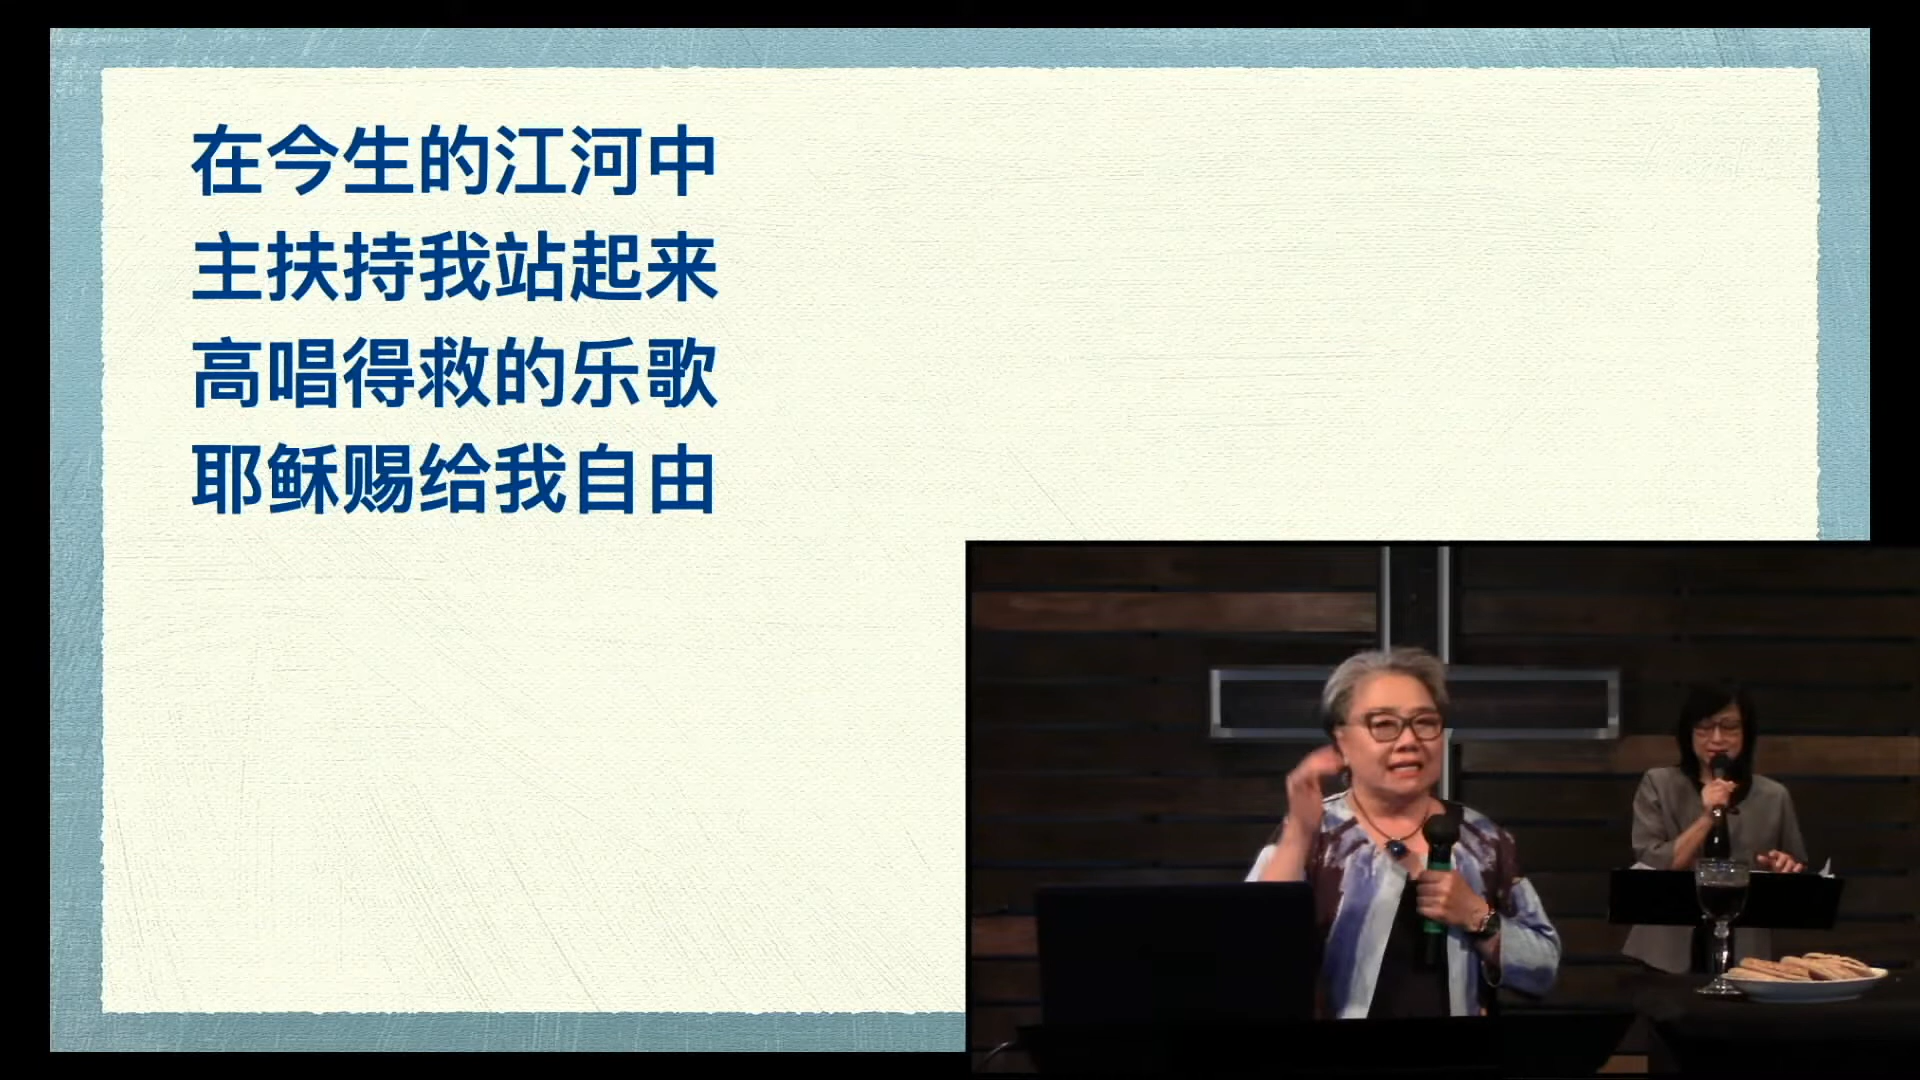 在今生的江河中
主扶持我站起来
高唱得救的乐歌
耶稣赐给我自由